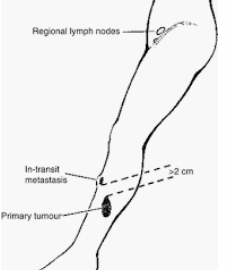 Regional lymph nodes
In-transit
metastasis
>2 cm
Primary tumour